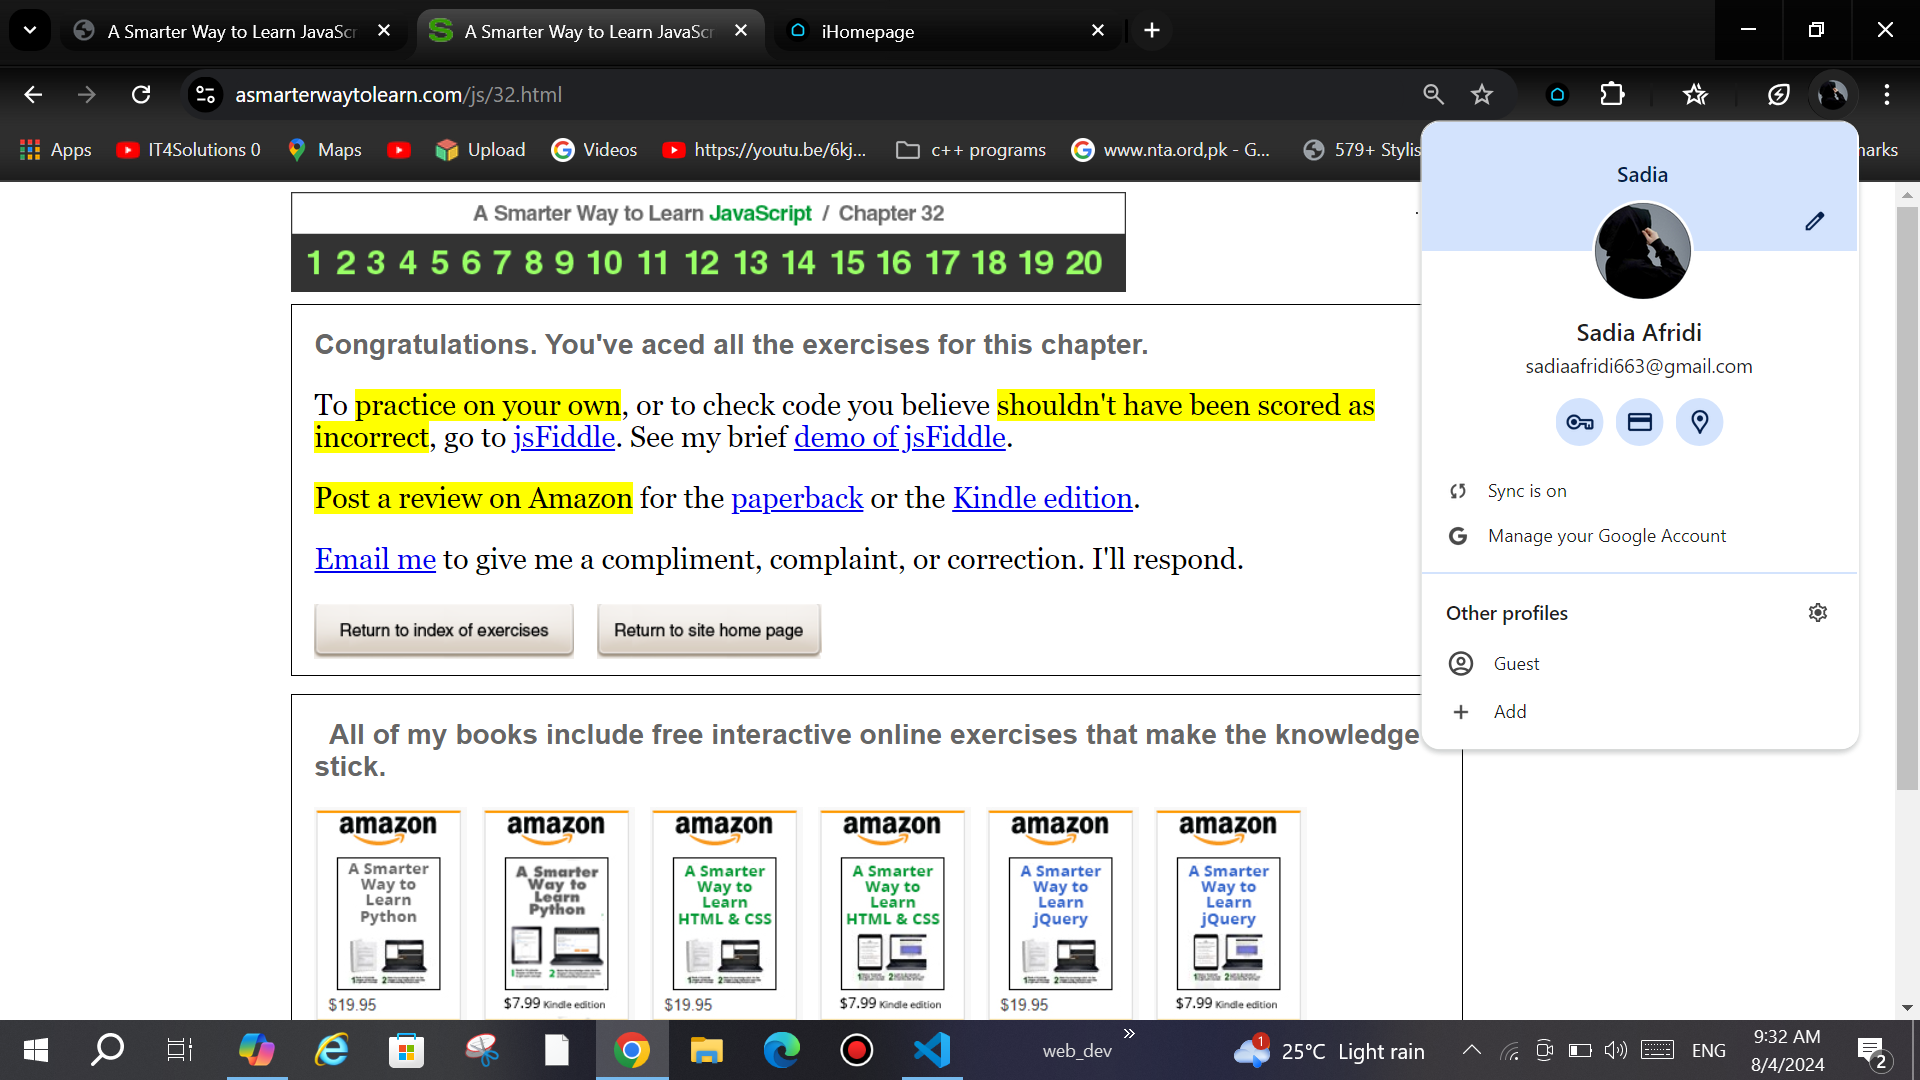 A Smarter Way to Learn JavaScr
A Smarter Way to Learn JavaScr
iHomepage
asmarterwaytolearn.com/js/32.html
Apps
IT4Solutions 0
Maps
Upload
Videos
https://youtu.be/6kj...
c++ programs
www.nta.ord,pk - G...
579+ Stylis
narks
A Smarter Way to Learn JavaScript / Chapter 32
1 2 3 4 5 6 7 8 9 10 11 12 13 14 15 16 17 18 19 20
Congratulations. You've aced all the exercises for this chapter.
To practice on your own, or to check code you believe shouldn't have been scored as
incorrect, go to jsFiddle. See my brief demo of jsFiddle.
Post a review on Amazon for the paperback or the Kindle edition.
Email me to give me a compliment, complaint, or correction. I'll respond.
Return to index of exercises
Return to site home page
All of my books include free interactive online exercises that make the knowledge
stick.
amazon
A Smarter
Way to
Learn
Python
$19.95
amazon
A Smarter
Way to
Learn
Python
$7.99 Kindle edition
amazon
A Smarter
Way to
Learn
HTML & CSS
$19.95
amazon
A Smarter
Way to
Learn
HTML & CSS
$7.99 Kindle edition
amazon
A Smarter
Way to
Learn
jQuery
$19.95
amazon
A Smarter
Way to
Learn
jQuery
$7.99 Kindle edition
Sadia
Sadia Afridi
sadiaafridi663@gmail.com
Sync is on
Manage your Google Account
Other profiles
Guest
Add
web_dev
1
25°C Light rain
ENG
9:32 AM
8/4/2024
2